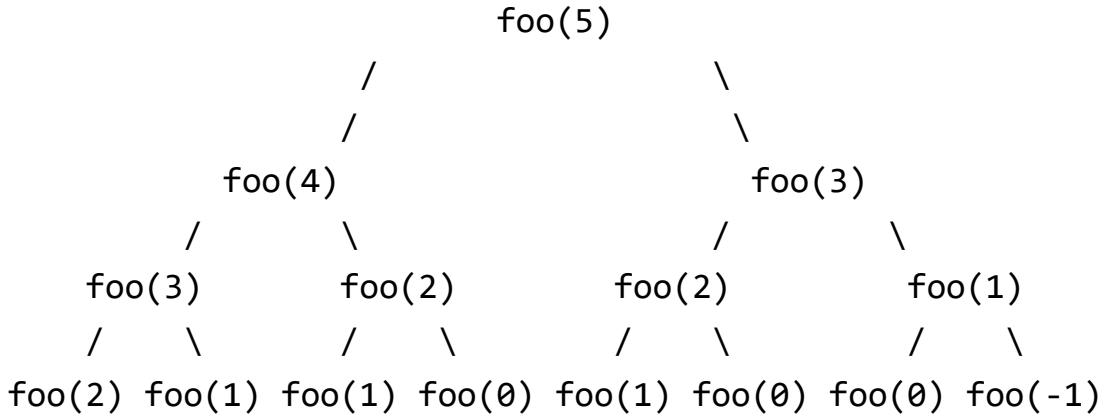 foo(5)
/ \
/ \
foo(4) foo(3)
/ \ / \
foo(3) foo(2) foo(2) foo(1)
/ \ / \ / \ / \
foo(2) foo(1) foo(1) foo(0) foo(1) foo(0) foo(0) foo(-1)